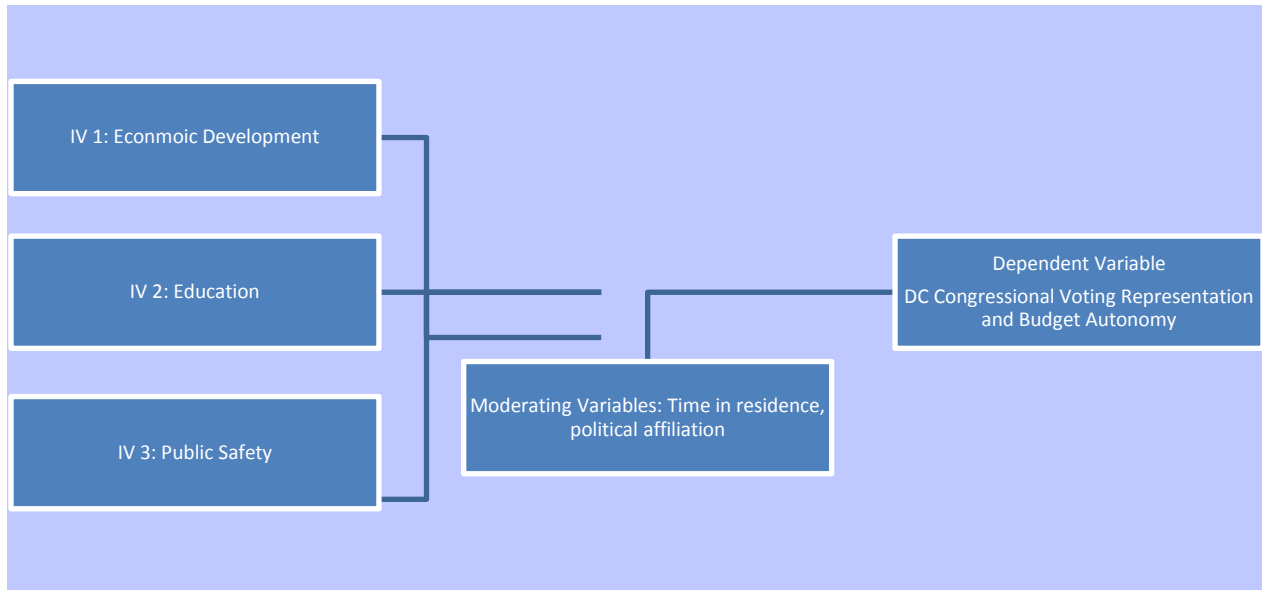 IV 1: Econmoic Development
IV 2: Education
IV 3: Public Safety
Moderating Variables: Time in residence,
political affiliation
Dependent Variable
DC Congressional Voting Representation
and Budget Autonomy